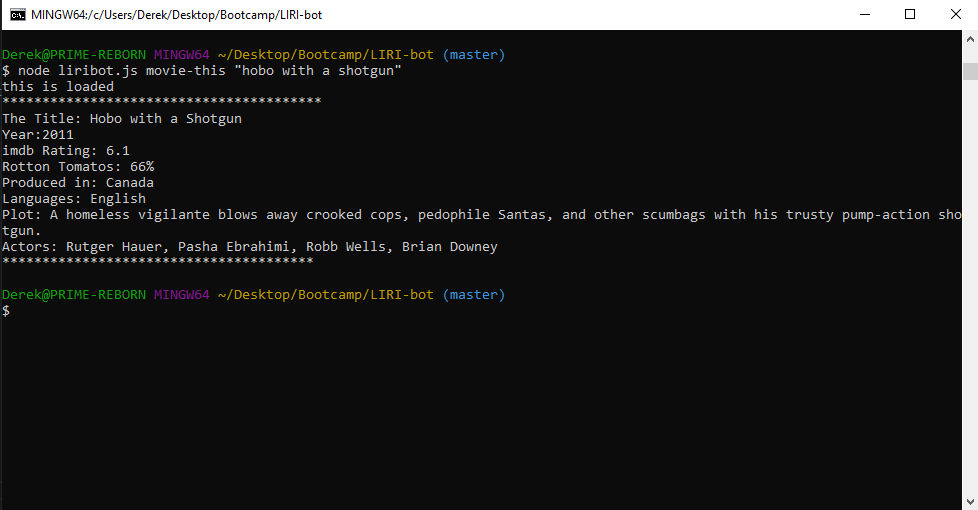 MINGW64:/c/Users/Derek/Desktop/Bootcamp/LIRI-bot
Derek@PRIME-REBORN MINGW64 ~/Desktop/Bootcamp/LIRI-bot (master)
$ node liribot.js movie-this "hobo with a shotgun"
this is loaded
****************************************
The Title: Hobo with a Shotgun
Year:2011
imdb Rating: 6.1
Rotton Tomatos: 66%
Produced in: Canada
Languages: English
Plot: A homeless vigilante blows away crooked cops, pedophile Santas, and other scumbags with his trusty pump-action sho
tgun.
Actors: Rutger Hauer, Pasha Ebrahimi, Robb Wells, Brian Downey
***************************************
Derek@PRIME-REBORN MINGW64 ~/Desktop/Bootcamp/LIRI-bot (master)
$